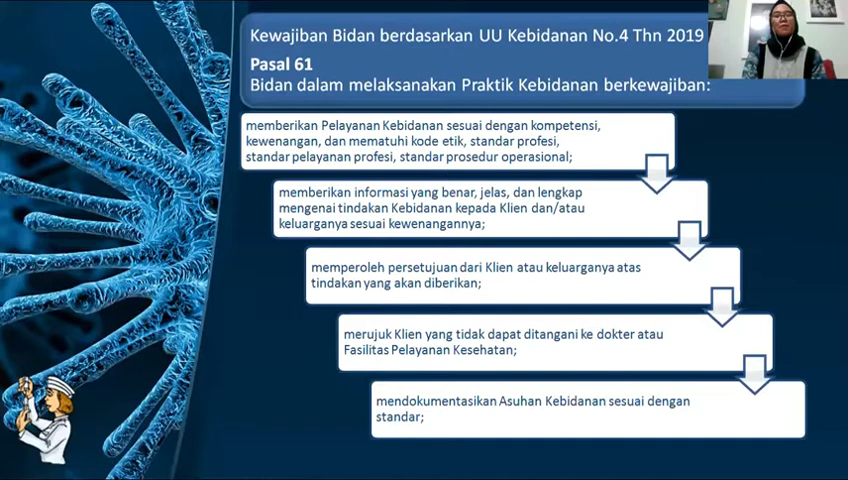 Kewajiban Bidan berdasarkan UU Kebidanan No.4 Thn 2019
Pasal 61
Bidan dalam melaksanakan Praktik Kebidanan berkewajiban:
memberikan Pelayanan Kebidanan sesuai dengan kompetensi,
kewenangan, dan mematuhi kode etik, standar profesi,
standar pelayanan profesi, standar prosedur operasional;
memberikan informasi yang benar, jelas, dan lengkap
mengenai tindakan Kebidanan kepada Klien dan/atau
keluarganya sesuai kewenangannya;
memperoleh persetujuan dari Klien atau keluarganya atas
tindakan yang akan diberikan;
merujuk Klien yang tidak dapat ditangani ke dokter atau
Fasilitas Pelayanan Kesehatan;
mendokumentasikan Asuhan Kebidanan sesuai dengan
standar;